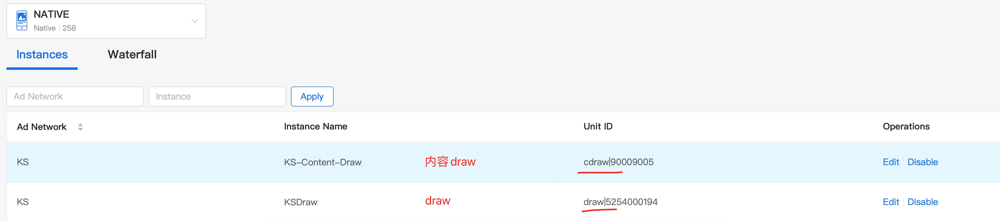 NATIVE
Native 258
Instances Waterfall
Ad Network Instance Apply
Ad Network Instance Name Unit ID Operations
KS KS-Content-Draw 内容 draw cdraw|90009005 Edit Disable
KS KSDraw draw draw|5254000194 Edit Disable